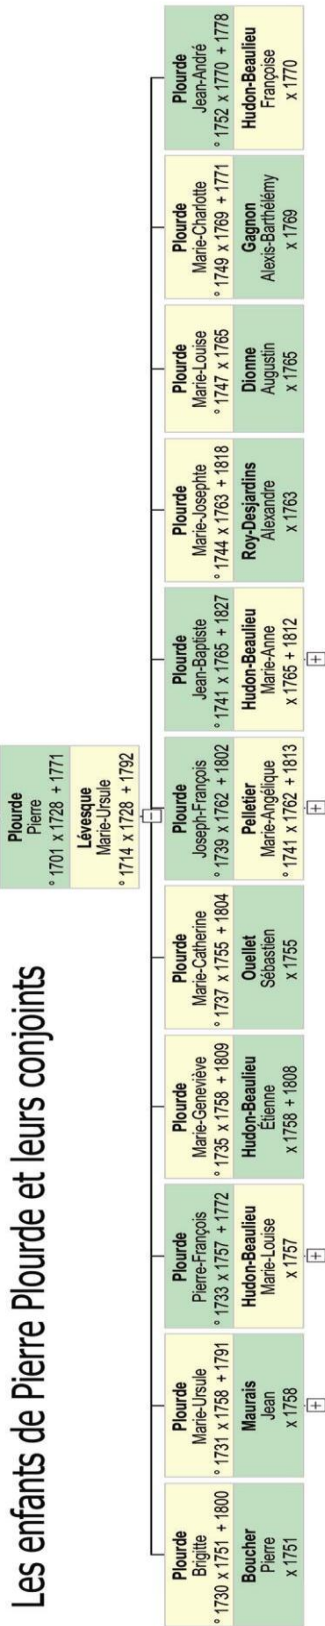 Les enfants de Pierre Plourde et leurs conjoints
Plourde
Pierre
° 1701 x 1728 + 1771
Lévesque
Marie-Ursule
° 1714 x 1728 + 1792
Plourde
Brigitte
° 1730 x 1751 + 1800
Boucher
Pierre
x 1751
Plourde
Marie-Ursule
° 1731 x 1758 + 1791
Maurais
Jean
x 1758
Plourde
Pierre-François
° 1733 x 1757 + 1772
Hudon-Beaulieu
Marie-Louise
x 1757
Plourde
Marie-Geneviève
° 1735 x 1758 + 1809
Hudon-Beaulieu
Étienne
x 1758 + 1808
Plourde
Marie-Catherine
° 1737 x 1755 + 1804
Ouellet
Sébastien
x 1755
Plourde
Joseph-François
° 1739 x 1762 + 1802
Pelletier
Marie-Angélique
° 1741 x 1762 + 1813
Plourde
Jean-Baptiste
° 1741 x 1765 + 1827
Hudon-Beaulieu
Marie-Anne
x 1765 + 1812
Plourde
Marie-Josephte
° 1744 x 1763 + 1818
Roy-Desjardins
Alexandre
x 1763
Plourde
Marie-Louise
° 1747 x 1765
Dionne
Augustin
x 1765
Plourde
Marie-Charlotte
° 1749 x 1769 + 1771
Gagnon
Alexis-Barthélémy
x 1769
Plourde
Jean-André
° 1752 x 1770 + 1778
Hudon-Beaulieu
Françoise
x 1770